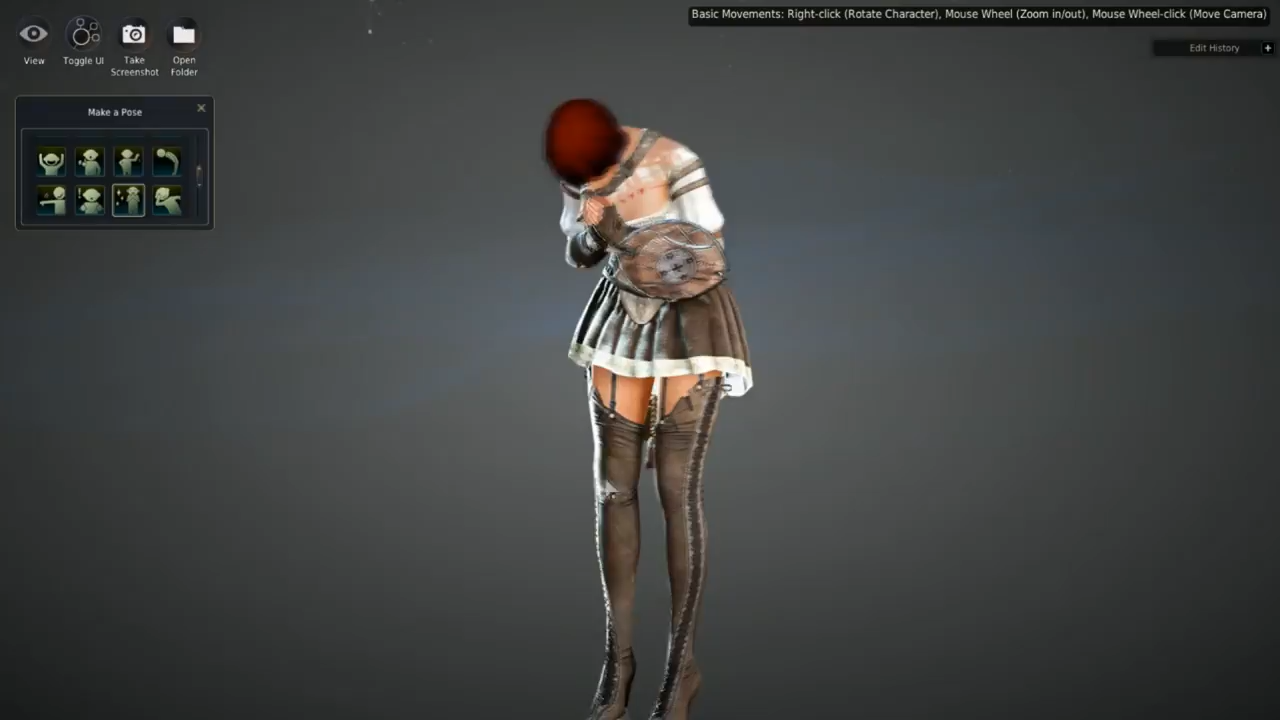 Basic Movements: Right-click (Rotate Character), Mouse Wheel (Zoom in/out), Mouse Wheel-click (Move Camera)
Edit History
View
Toggle UI
Take
Screenshot
Open
Folder
Make a Pose